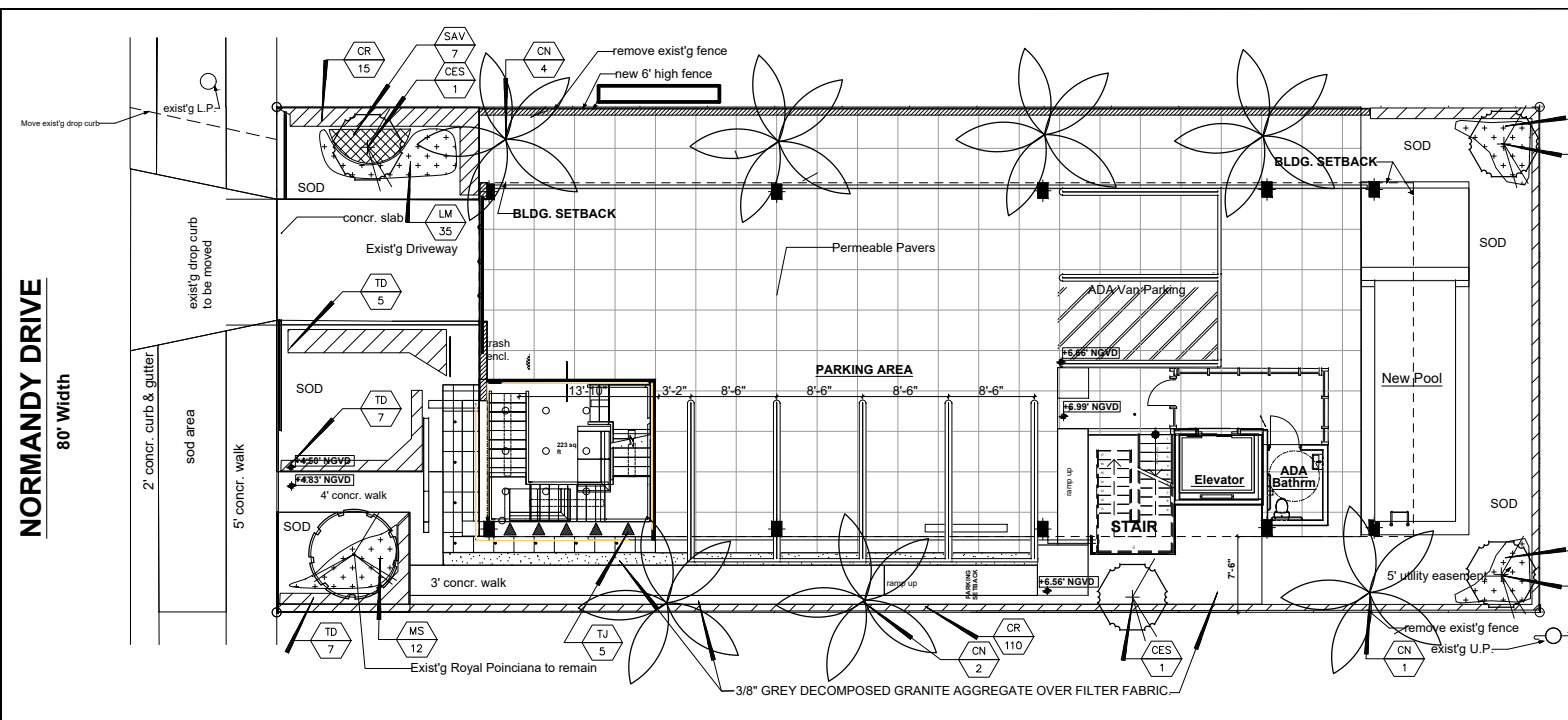 SAV
7
CR
15
CES
1
CN
4
remove exist'g fence
new 6' high fence
exist'g L.P.
Move exist'g drop curb
SOD
BLDG. SETBACK
SOD
BLDG. SETBACK
concr. slab
LM
35
Exist'g Driveway
Permeable Pavers
SOD
exist'g drop curb
to be moved
TD
5
ADA Van Parking
NORMANDY DRIVE
80' Width
trash
encl.
+6.86' NGVD
PARKING AREA
New Pool
SOD
13'-10"
3'-2"
8'-6"
8'-6"
8'-6"
8'-6"
TD
7
+6.99' NGVD
2' concr. curb & gutter
sod area
5' concr. walk
223 sq
ft
+4.50' NGVD
+4.83' NGVD
4' concr. walk
ramp up
Elevator
ADA
Bathrm
SOD
STAIR
SOD
3' concr. walk
ramp up
PARKING
SETBACK
+6.56' NGVD
7'-6"
5' utility easement
TD
7
MS
12
TJ
5
CR
110
CN
2
CES
1
CN
1
remove exist'g fence
exist'g U.P.
Exist'g Royal Poinciana to remain
3/8" GREY DECOMPOSED GRANITE AGGREGATE OVER FILTER FABRIC.